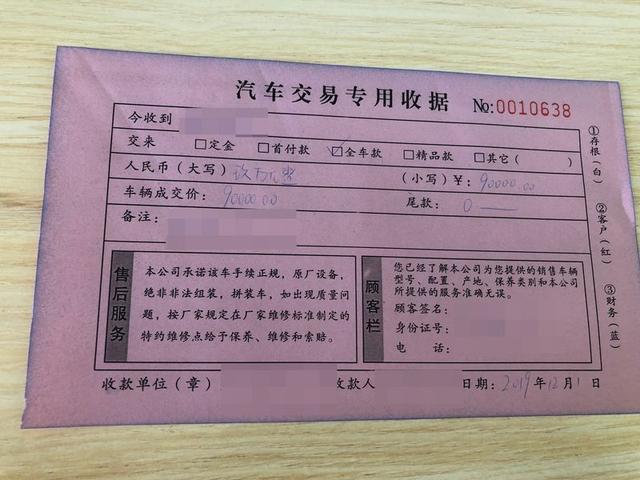 汽车交易专用收据 №:0010638
今收到
交来 □定金 □首付款 ☑全车款 □精品款 □其它( )
人民币(大写) 玖万元整 (小写)¥: 90000.00
车辆成交价: 90000.00 尾款: 0
备注:
售后服务
本公司承诺该车手续正规，原厂设备，
绝非非法组装，拼装车，如出现质量问
题，按厂家规定在厂家维修标准制定的
特约维修点给于保养、维修和索赔。
顾客栏
您已经了解本公司为您提供的销售车辆
型号、配置、产地、保养类别和本公司
所提供的服务准确无误。
顾客签名:
身份证号:
电 话:
收款单位(章) 收款人 日期: 2019年12月1日
①存根(白)
②客户(红)
③财务(蓝)